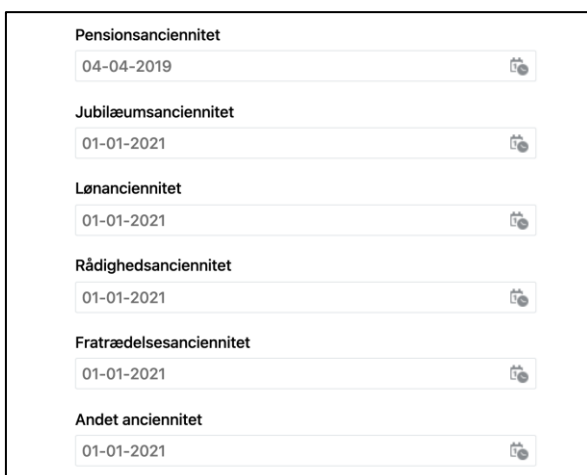 Pensionsanciennitet
04-04-2019
Jubilæumsanciennitet
01-01-2021
Lønanciennitet
01-01-2021
Rådighedsanciennitet
01-01-2021
Fratrædelsesanciennitet
01-01-2021
Andet anciennitet
01-01-2021